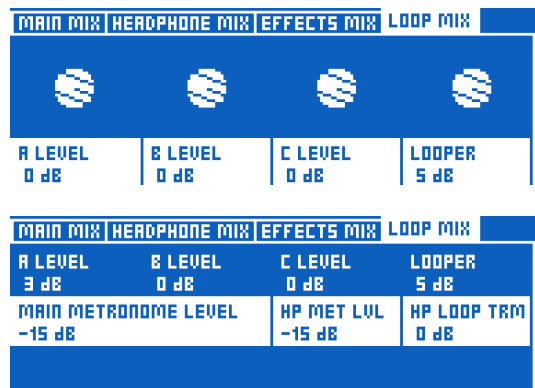 MAIN MIX HEADPHONE MIX EFFECTS MIX LOOP MIX
A LEVEL B LEVEL C LEVEL LOOPER
0 dB 0 dB 0 dB 5 dB
MAIN MIX HEADPHONE MIX EFFECTS MIX LOOP MIX
A LEVEL B LEVEL C LEVEL LOOPER
3 dB 0 dB 0 dB 5 dB
MAIN METRONOME LEVEL HP MET LVL HP LOOP TRM
-15 dB -15 dB 0 dB